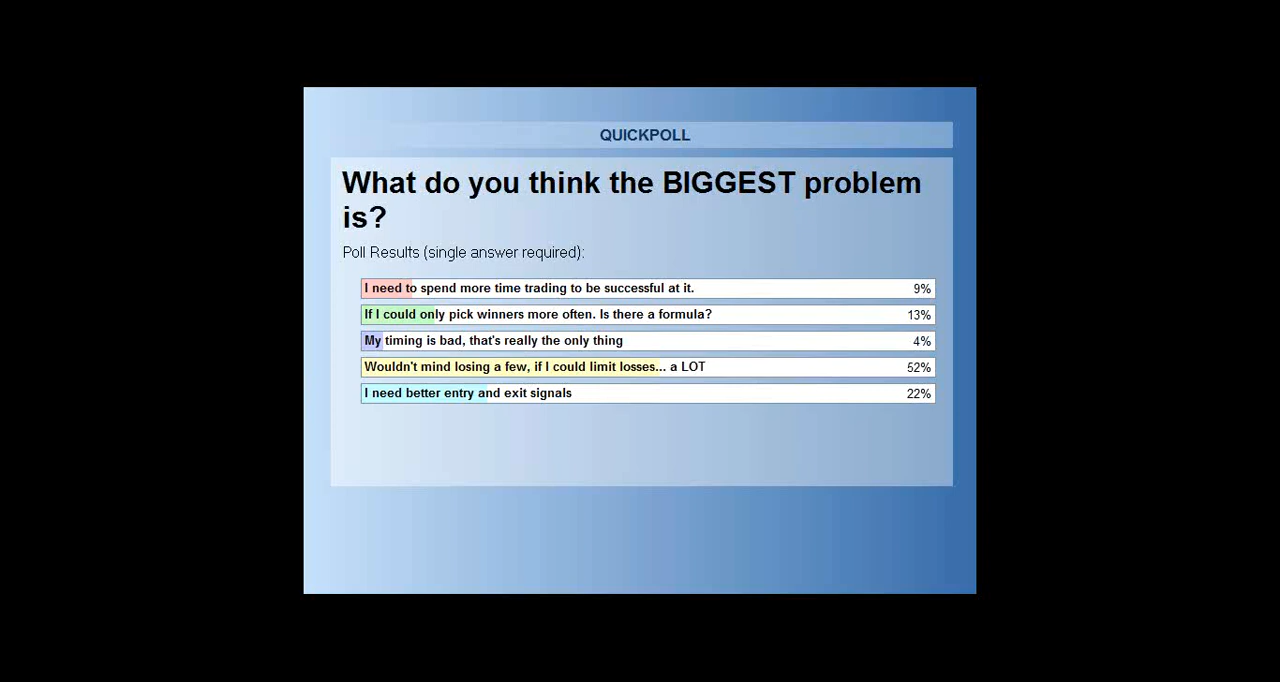 QUICKPOLL
What do you think the BIGGEST problem
is?
Poll Results (single answer required):
I need to spend more time trading to be successful at it. 9%
If I could only pick winners more often. Is there a formula? 13%
My timing is bad, that's really the only thing 4%
Wouldn't mind losing a few, if I could limit losses... a LOT 52%
I need better entry and exit signals 22%